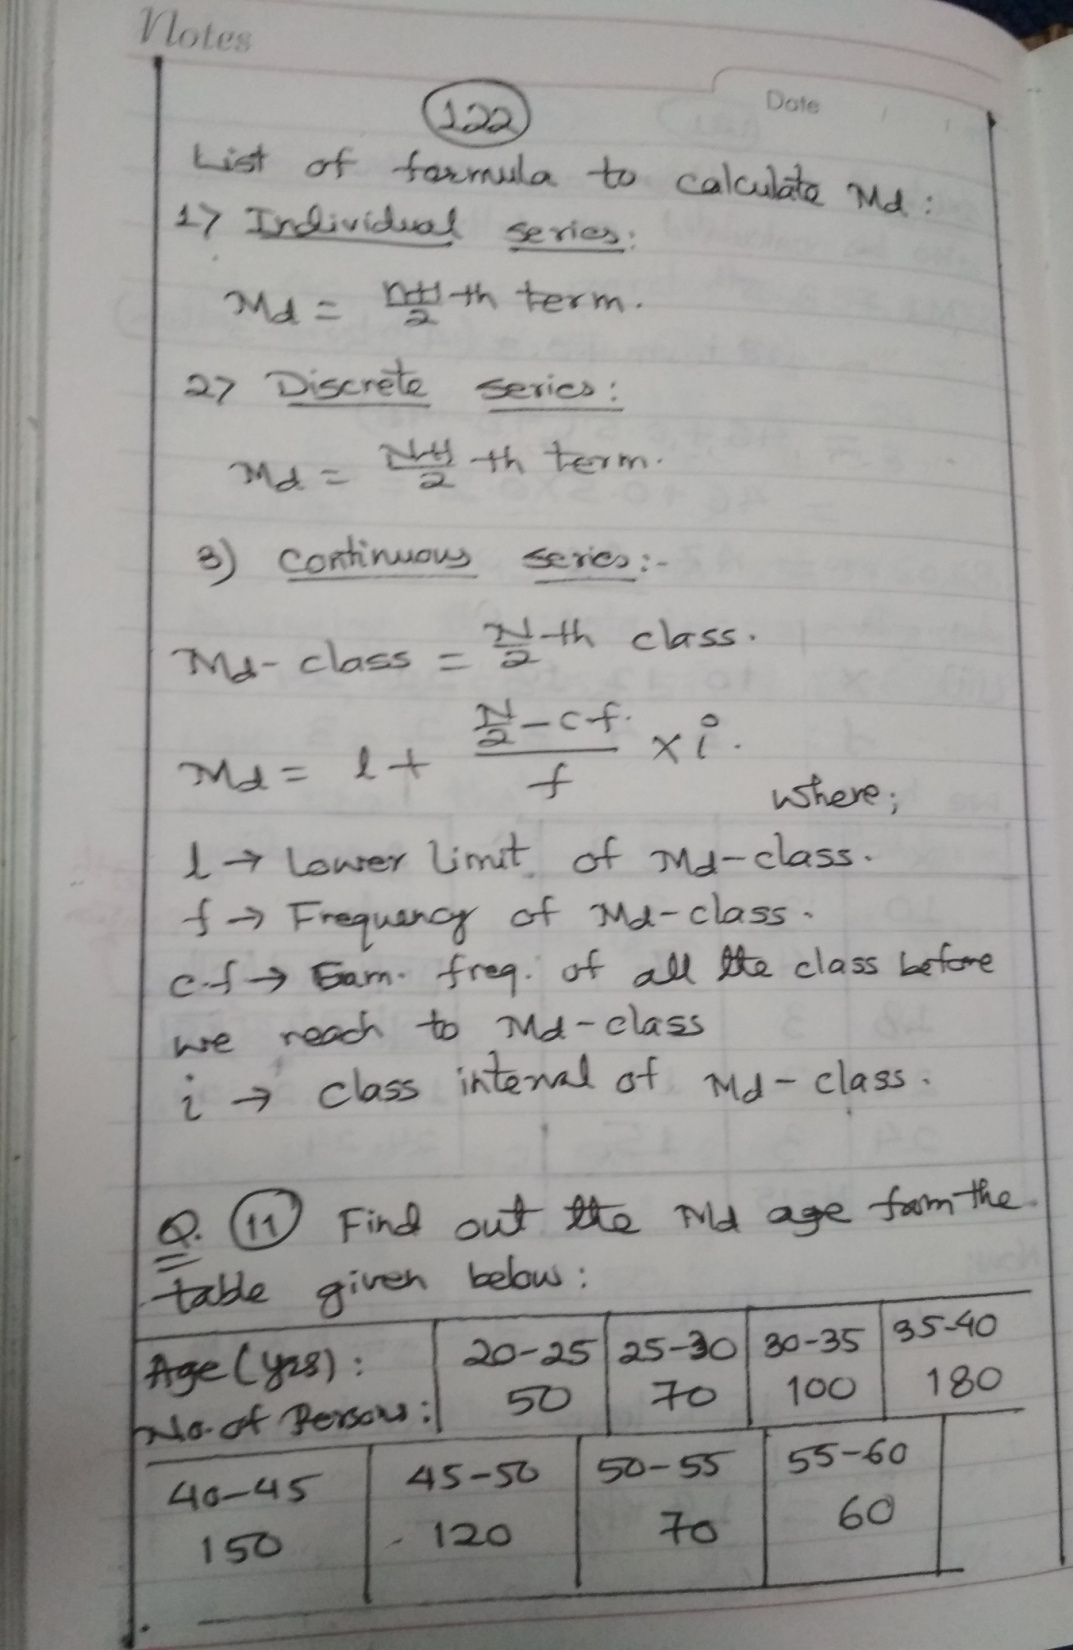 Notes
Date
122
List of formula to calculate Md:
1> Individual series:
Md = n+1/2 th term.
2> Discrete series:
Md = N+1/2 th term.
3) Continuous series:-
Md-class = N/2 th class.
Md = l + (N/2 - c.f.)/f × i.
where;
l → Lower limit of Md-class.
f → Frequency of Md-class.
c.f → freq. of all the class before
we reach to Md-class
i → class interval of Md-class.
Q. 11 Find out the Md age from the
table given below:
Age (yrs): 20-25 25-30 30-35 35-40
No. of Persons: 50 70 100 180
40-45 45-50 50-55 55-60
150 120 70 60